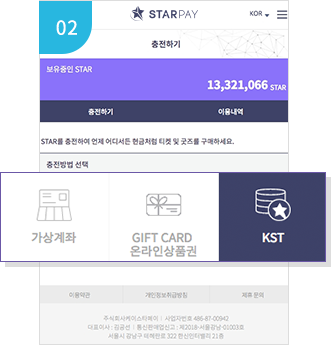 02
STARPAY
KOR
충전하기
보유중인 STAR
13,321,066 STAR
충전하기 이용내역
STAR를 충전하여 언제 어디서든 현금처럼 티켓 및 굿즈를 구매하세요.
충전방법 선택
가상계좌
GIFT CARD
온라인상품권
KST
이용약관 개인정보취급방침 제휴 문의
주식회사케이스타페이 | 사업자번호 486-87-00942
대표이사 : 김공선 | 통신판매업신고 : 제2018-서울강남-01003호
서울시 강남구 테헤란로 322 한신인터밸리 21층